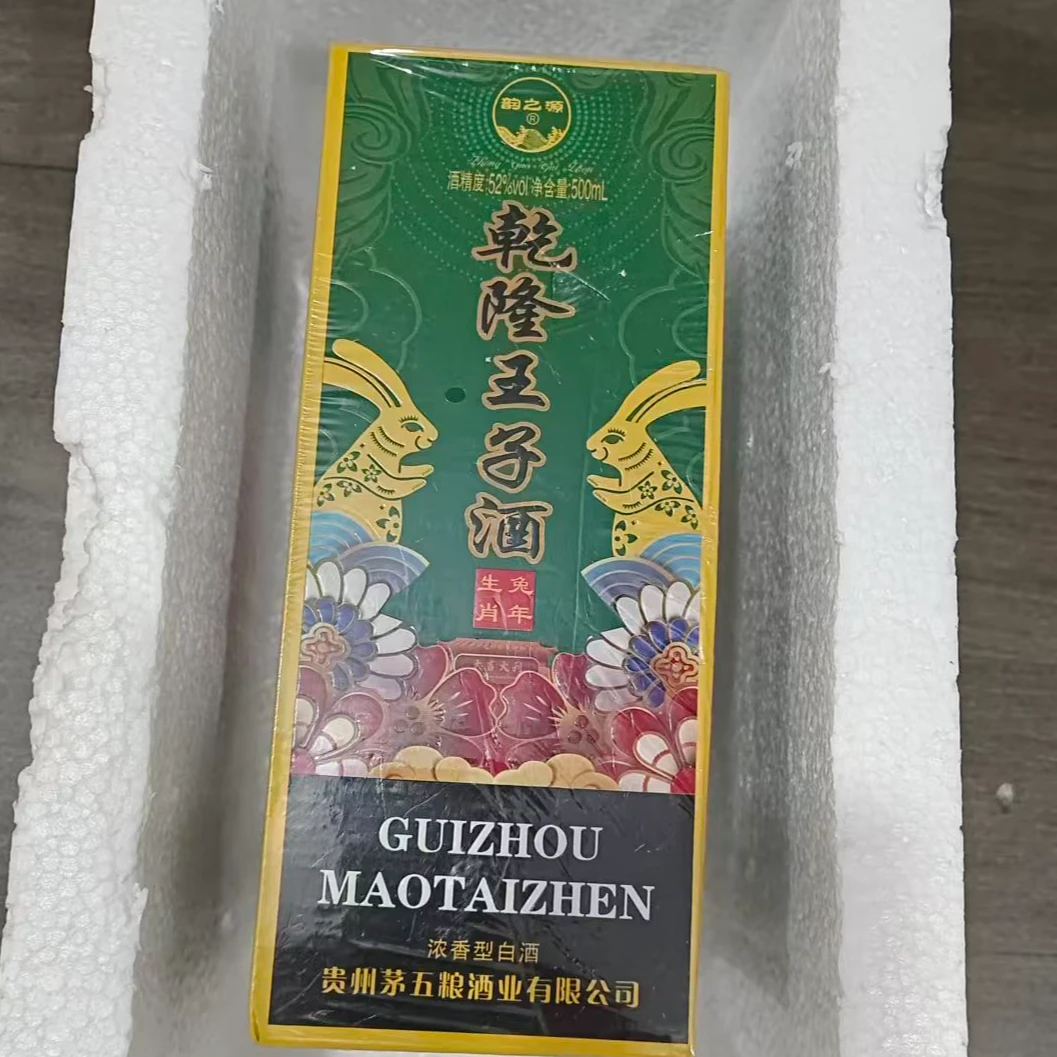 韵之源
®
酒精度:52%vol 净含量:500mL
乾隆王子酒
兔年
生肖
GUIZHOU
MAOTAIZHEN
浓香型白酒
贵州茅五粮酒业有限公司